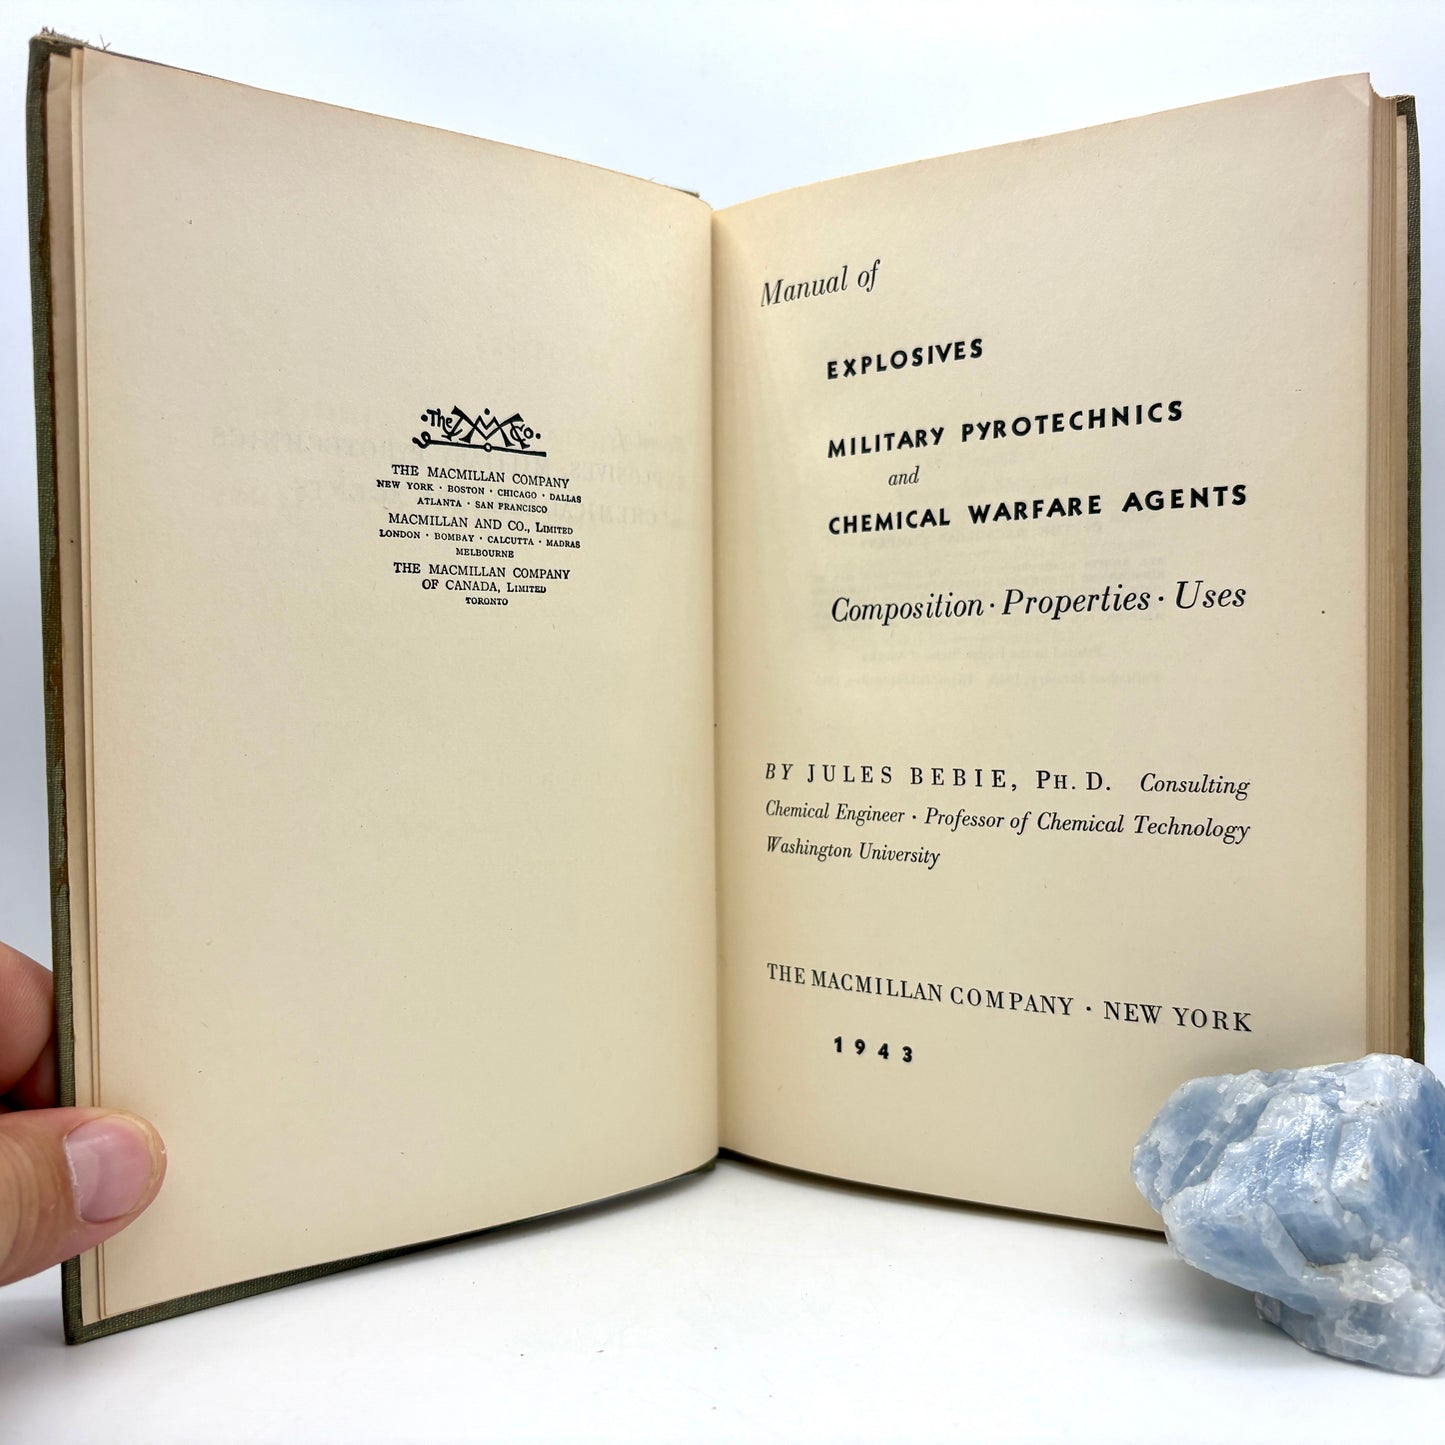 The M Co.
THE MACMILLAN COMPANY
NEW YORK · BOSTON · CHICAGO · DALLAS
ATLANTA · SAN FRANCISCO
MACMILLAN AND CO., LIMITED
LONDON · BOMBAY · CALCUTTA · MADRAS
MELBOURNE
THE MACMILLAN COMPANY
OF CANADA, LIMITED
TORONTO
Manual of
EXPLOSIVES
MILITARY PYROTECHNICS
and
CHEMICAL WARFARE AGENTS
Composition · Properties · Uses
BY JULES BEBIE, PH. D. Consulting
Chemical Engineer · Professor of Chemical Technology
Washington University
THE MACMILLAN COMPANY · NEW YORK
1943